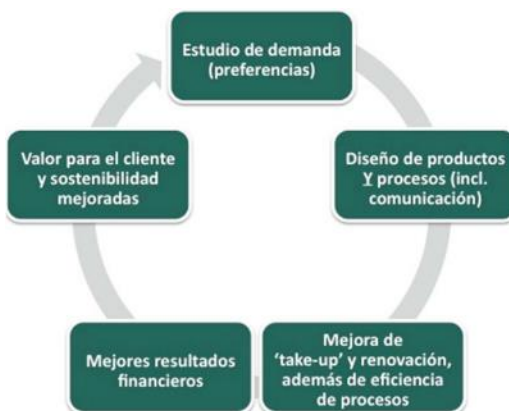 Estudio de demanda
(preferencias)
Diseño de productos
Y procesos (incl.
comunicación)
Mejora de
‘take-up’ y renovación,
además de eficiencia
de procesos
Mejores resultados
financieros
Valor para el cliente
y sostenibilidad
mejoradas